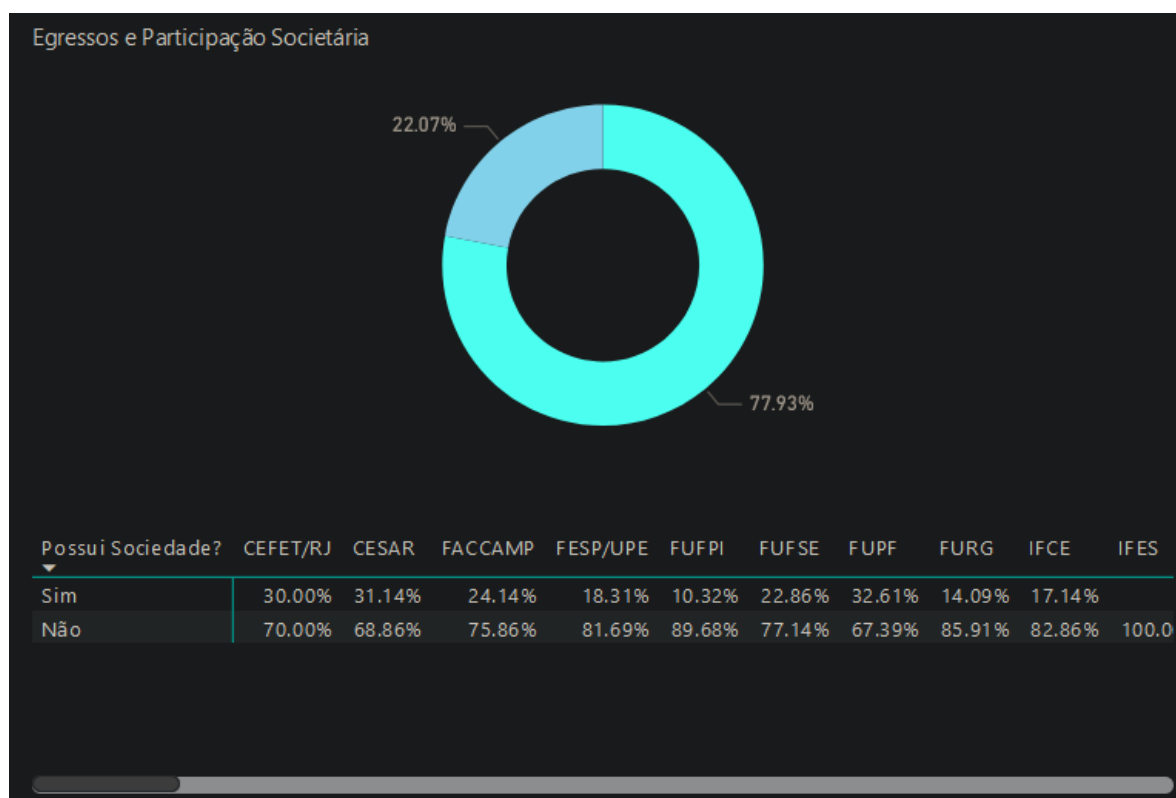 Egressos e Participação Societária
22.07%
77.93%
Possui Sociedade? CEFET/RJ CESAR FACCAMP FESP/UPE FUFPI FUFSE FUPF FURG IFCE IFES
Sim 30.00% 31.14% 24.14% 18.31% 10.32% 22.86% 32.61% 14.09% 17.14%
Não 70.00% 68.86% 75.86% 81.69% 89.68% 77.14% 67.39% 85.91% 82.86% 100.0